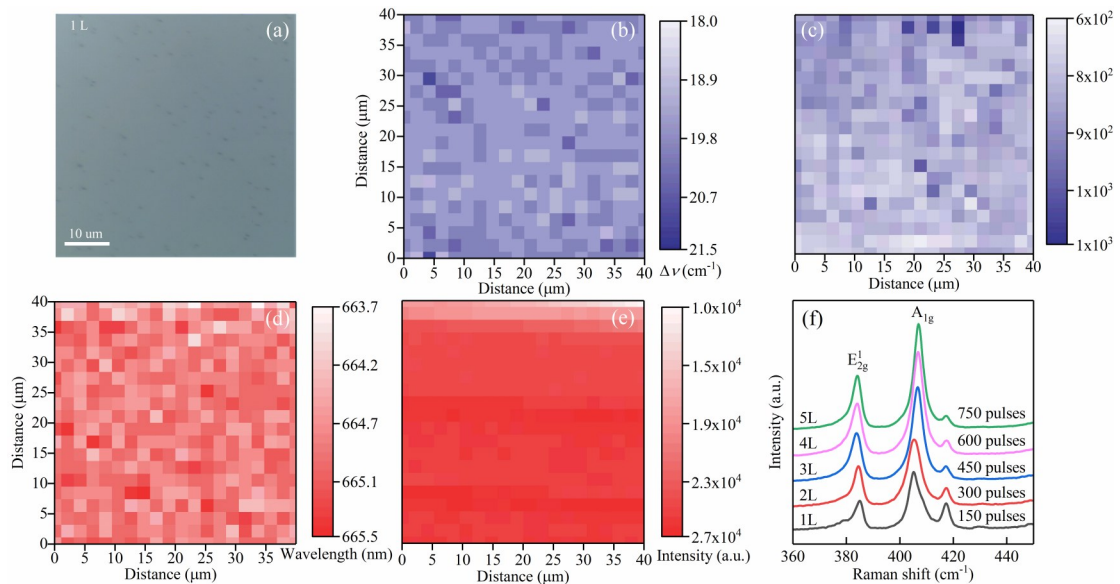 1 L
(a)
10 um
(b)
40
35
30
25
20
15
10
5
0
Distance (μm)
0 5 10 15 20 25 30 35 40
Distance (μm)
18.0
18.9
19.8
20.7
21.5
Δν (cm⁻¹)
(c)
0 5 10 15 20 25 30 35 40
Distance (μm)
6x10²
8x10²
9x10²
1x10³
1x10³
(d)
40
35
30
25
20
15
10
5
0
Distance (μm)
0 5 10 15 20 25 30 35
Distance (μm)
663.7
664.2
664.7
665.1
665.5
Wavelength (nm)
(e)
0 5 10 15 20 25 30 35 40
Distance (μm)
1.0x10⁴
1.5x10⁴
1.9x10⁴
2.3x10⁴
2.7x10⁴
Intensity (a.u.)
(f)
A₁g
E¹₂g
5L 750 pulses
4L 600 pulses
3L 450 pulses
2L 300 pulses
1L 150 pulses
Intensity (a.u.)
360 380 400 420 440
Raman shift (cm⁻¹)